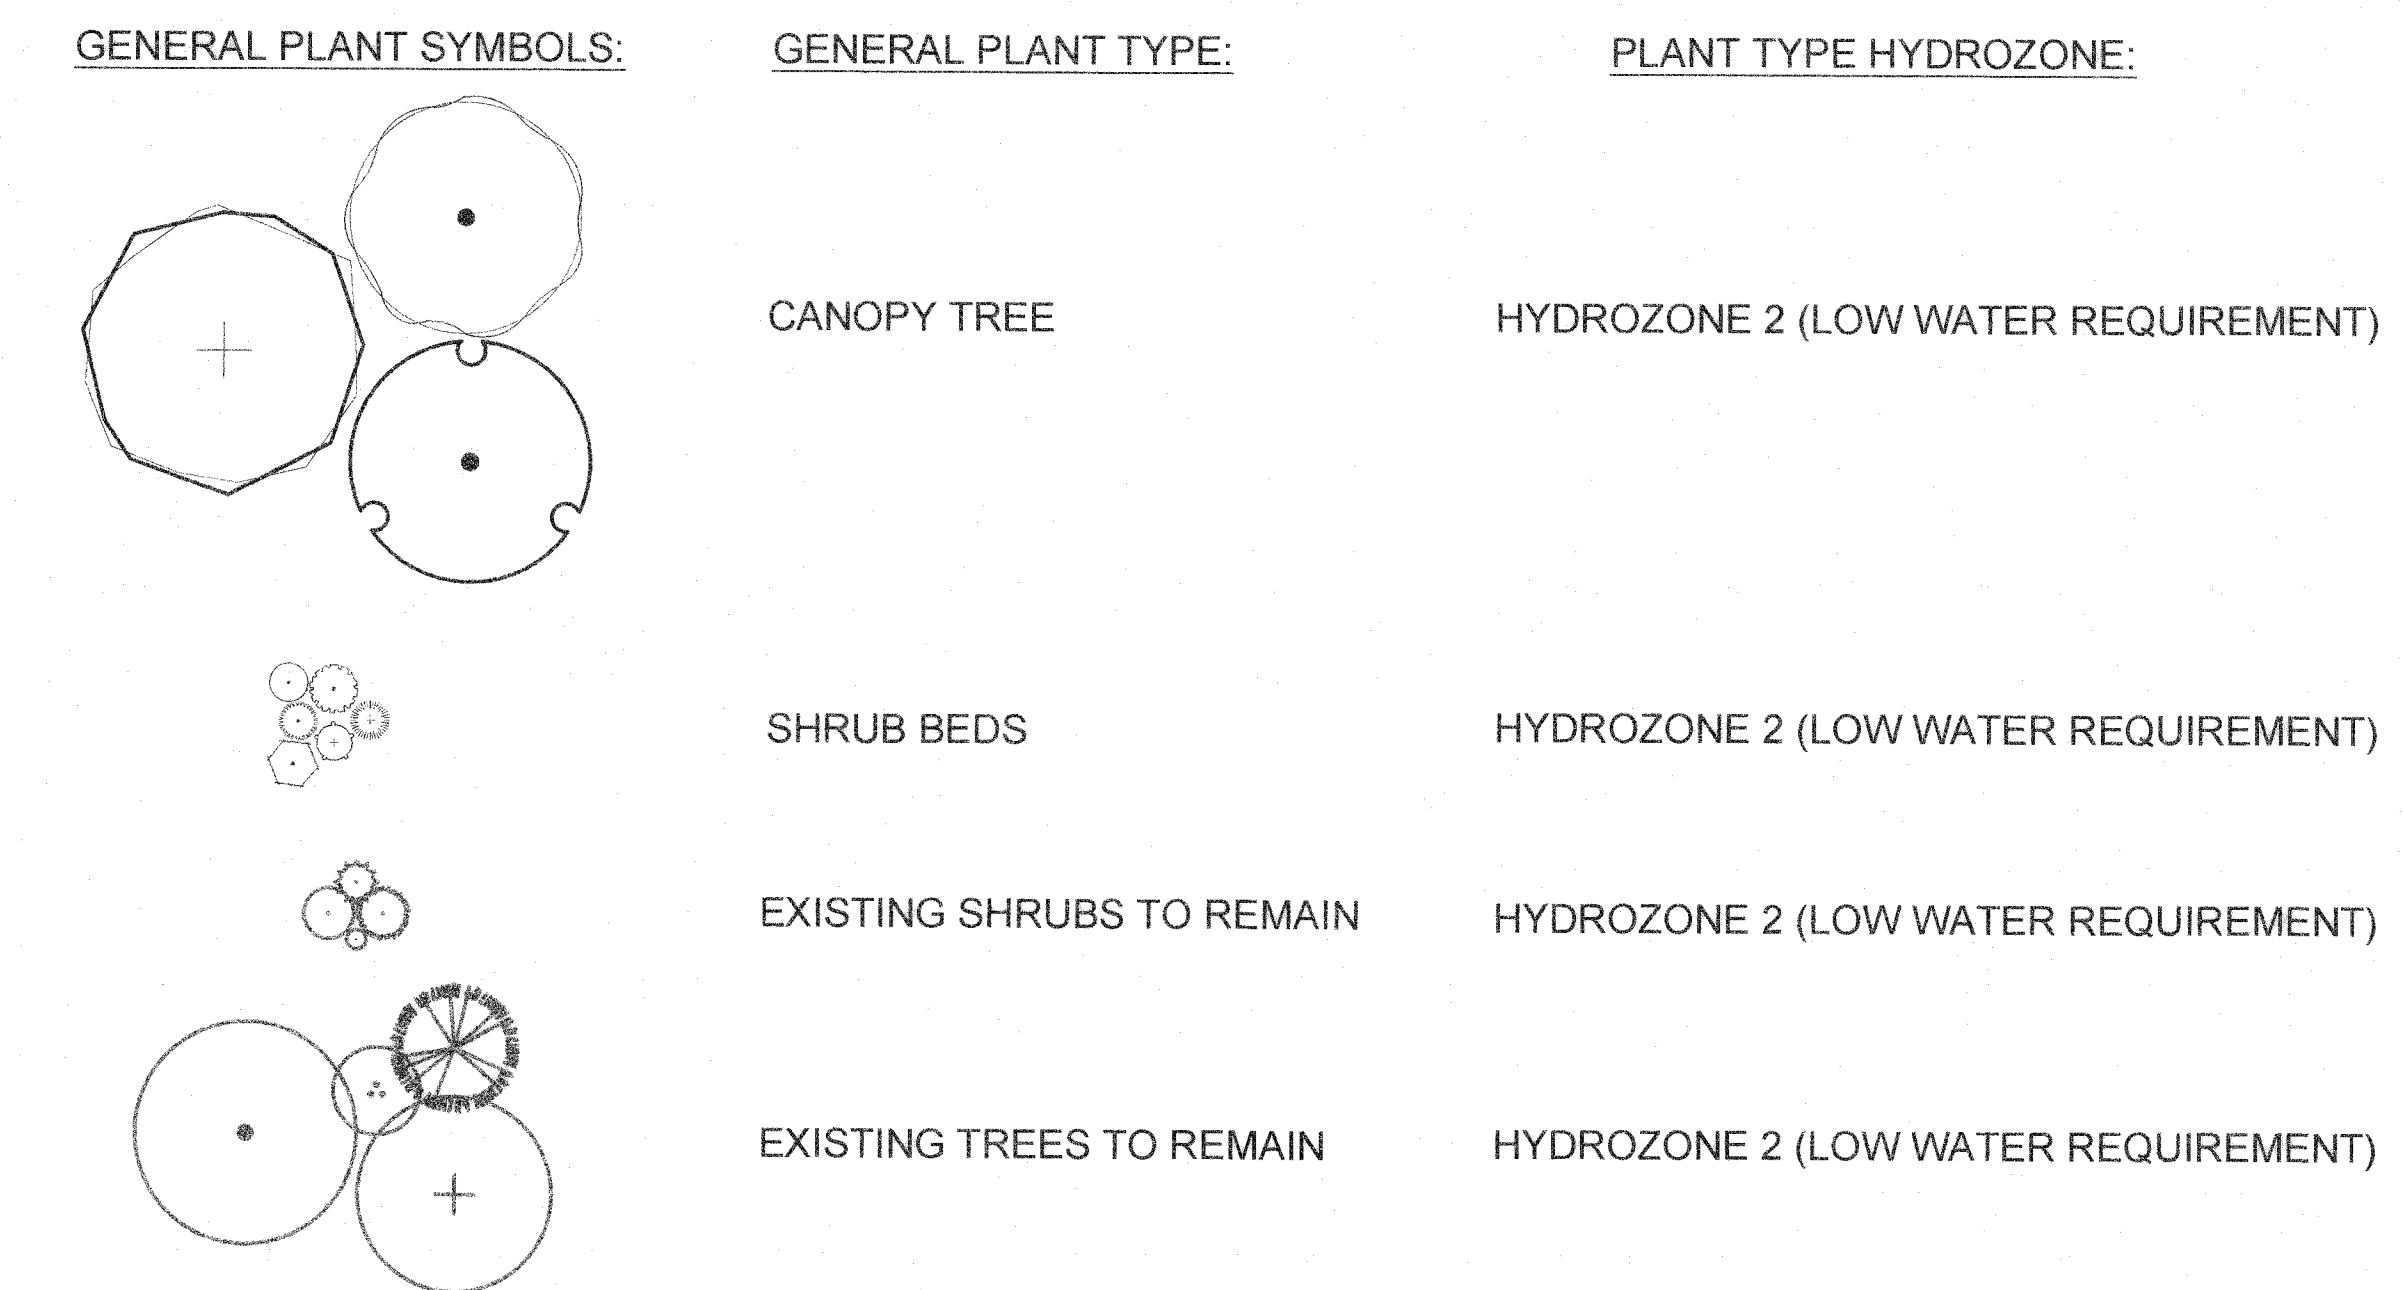 GENERAL PLANT SYMBOLS:
GENERAL PLANT TYPE:
PLANT TYPE HYDROZONE:
CANOPY TREE
HYDROZONE 2 (LOW WATER REQUIREMENT)
SHRUB BEDS
HYDROZONE 2 (LOW WATER REQUIREMENT)
EXISTING SHRUBS TO REMAIN
HYDROZONE 2 (LOW WATER REQUIREMENT)
EXISTING TREES TO REMAIN
HYDROZONE 2 (LOW WATER REQUIREMENT)